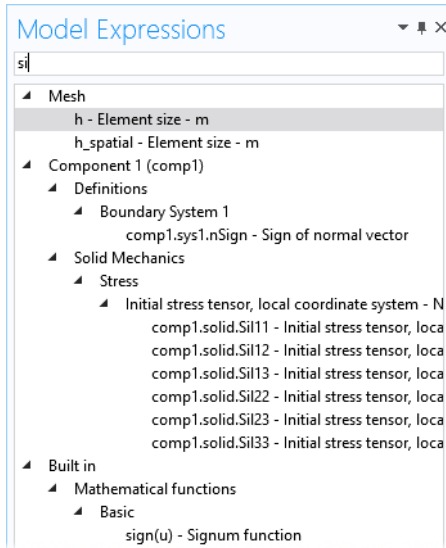 Model Expressions
si
Mesh
h - Element size - m
h_spatial - Element size - m
Component 1 (comp1)
Definitions
Boundary System 1
comp1.sys1.nSign - Sign of normal vector
Solid Mechanics
Stress
Initial stress tensor, local coordinate system - N
comp1.solid.Sil11 - Initial stress tensor, loca
comp1.solid.Sil12 - Initial stress tensor, loca
comp1.solid.Sil13 - Initial stress tensor, loca
comp1.solid.Sil22 - Initial stress tensor, loca
comp1.solid.Sil23 - Initial stress tensor, loca
comp1.solid.Sil33 - Initial stress tensor, loca
Built in
Mathematical functions
Basic
sign(u) - Signum function